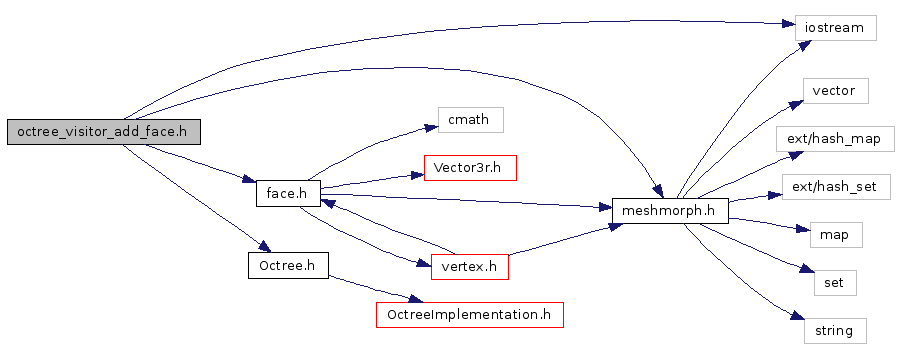 iostream
vector
cmath
octree_visitor_add_face.h
ext/hash_map
Vector3r.h
ext/hash_set
face.h
meshmorph.h
map
Octree.h
vertex.h
set
OctreeImplementation.h
string